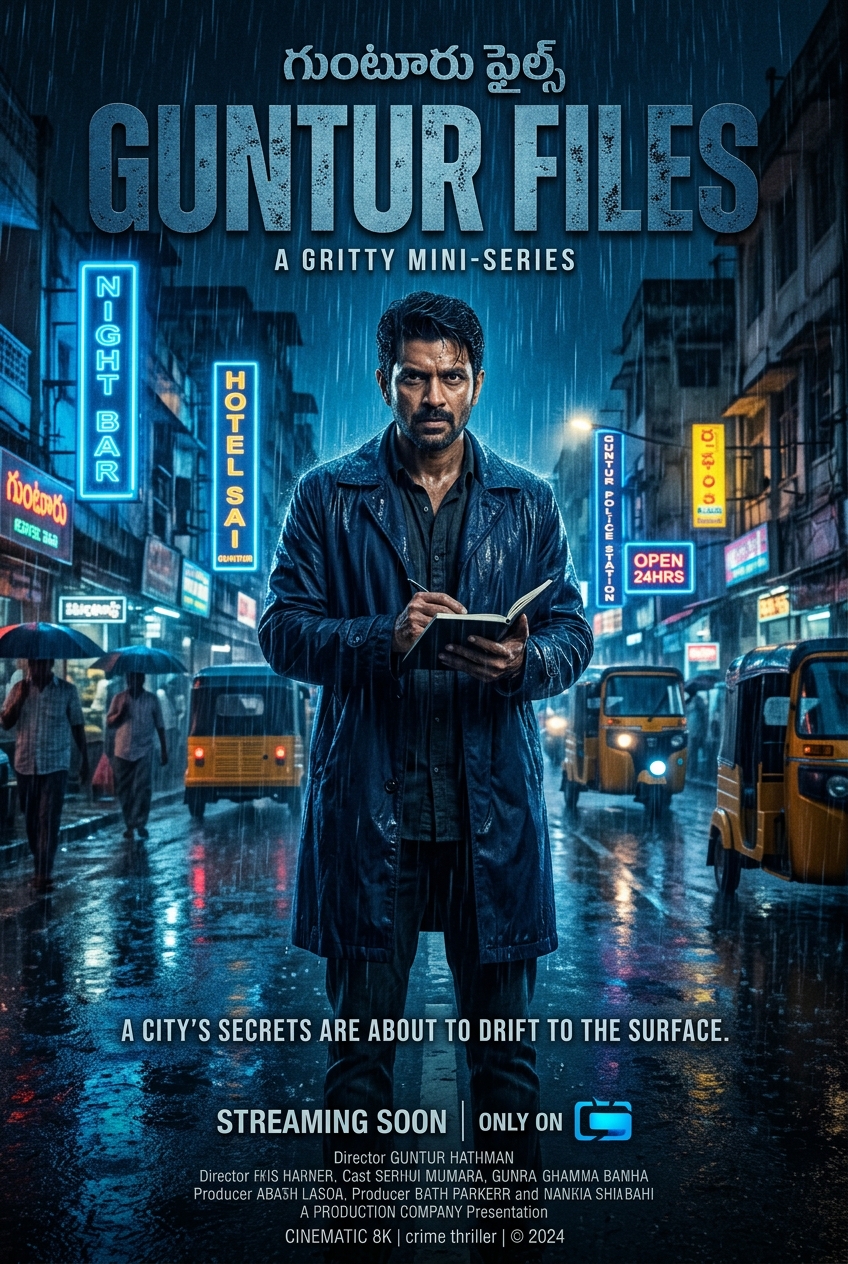 గుంటూరు ఫైల్స్
GUNTUR FILES
A GRITTY MINI-SERIES
NIGHT BAR
HOTEL SAI
GUNTUR POLICE STATION
OPEN
24HRS
A CITY'S SECRETS ARE ABOUT TO DRIFT TO THE SURFACE.
STREAMING SOON | ONLY ON
Director GUNTUR HATHMAN
Director HARNER, Cast SERHUI MUMARA, GUNRA GHAMMA BANHA
Producer LASOA, Producer BATH PARKERR and NANKIA SHIABAHI
A PRODUCTION COMPANY Presentation
CINEMATIC 8K | crime thriller | © 2024